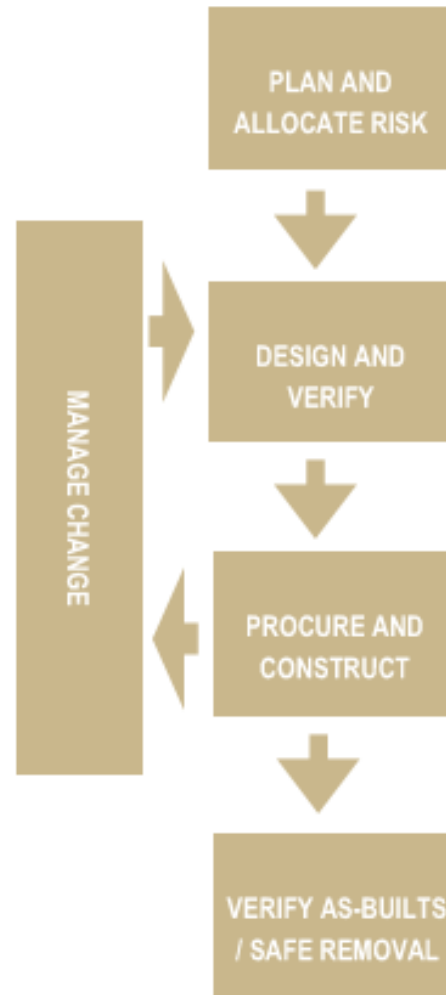 PLAN AND
ALLOCATE RISK
DESIGN AND
VERIFY
MANAGE CHANGE
PROCURE AND
CONSTRUCT
VERIFY AS-BUILTS
/ SAFE REMOVAL